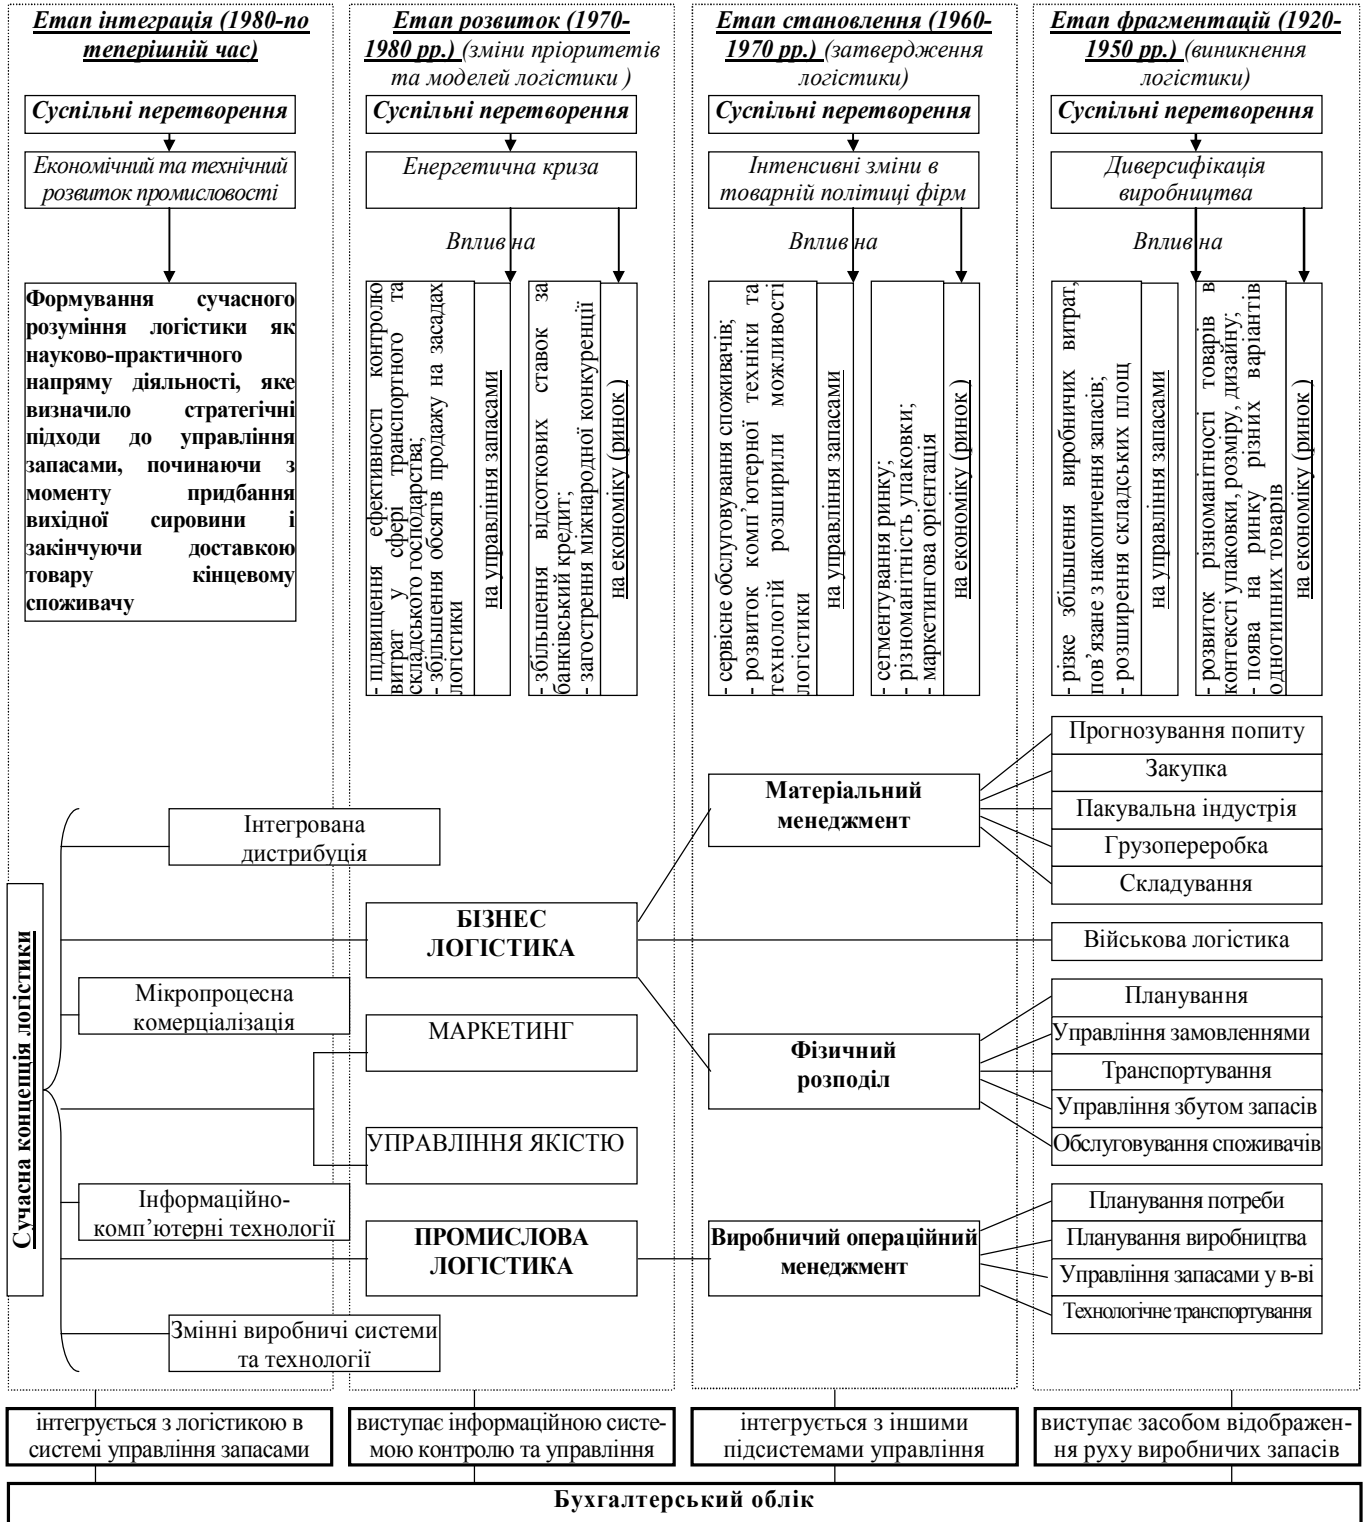 Етап інтеграція (1980-по
теперішній час)
Суспільні перетворення
Економічний та технічний
розвиток промисловості
Формування сучасного
розуміння логістики як
науково-практичного
напряму діяльності, яке
визначило стратегічні
підходи до управління
запасами, починаючи з
моменту придбання
вихідної сировини і
закінчуючи доставкою
товару кінцевому
споживачу
Етап розвиток (1970-
1980 рр.) (зміни пріоритетів
та моделей логістики )
Суспільні перетворення
Енергетична криза
Вплив на
- підвищення ефективності контролю
витрат у сфері транспортного та
складського господарства;
- збільшення обсягів продажу на засадах
логістики
на управління запасами
- збільшення відсоткових ставок за
банківський кредит;
- загострення міжнародної конкуренції
на економіку (ринок )
Етап становлення (1960-
1970 рр.) (затвердження
логістики)
Суспільні перетворення
Інтенсивні зміни в
товарній політиці фірм
Вплив на
- сервісне обслуговування споживачів;
- розвиток комп’ютерної техніки та
технологій розширили можливості
логістики
на управління запасами
- сегментування ринку;
- різноманітність упаковки;
- маркетингова орієнтація
на економіку (ринок )
Етап фрагментацій (1920-
1950 рр.) (виникнення
логістики)
Суспільні перетворення
Диверсифікація
виробництва
Вплив на
- різке збільшення виробничих витрат,
пов’язане з накопичення запасів;
- розширення складських площ
на управління запасами
- розвиток різноманітності товарів в
контексті упаковки, розміру, дизайну;
- поява на ринку різних варіантів
однотипних товарів
на економіку (ринок )
Сучасна концепція логістики
Інтегрована
дистрибуція
Мікропроцесна
комерціалізація
Інформаційно-
комп’ютерні технології
Змінні виробничі системи
та технології
БІЗНЕС
ЛОГІСТИКА
МАРКЕТИНГ
УПРАВЛІННЯ ЯКІСТЮ
ПРОМИСЛОВА
ЛОГІСТИКА
Матеріальний
менеджмент
Фізичний
розподіл
Виробничий операційний
менеджмент
Прогнозування попиту
Закупка
Пакувальна індустрія
Грузопереробка
Складування
Військова логістика
Планування
Управління замовленнями
Транспортування
Управління збутом запасів
Обслуговування споживачів
Планування потреби
Планування виробництва
Управління запасами у в-ві
Технологічне транспортування
інтегрується з логістикою в
системі управління запасами
виступає інформаційною систе-
мою контролю та управління
інтегрується з іншими
підсистемами управління
виступає засобом відображен-
ня руху виробничих запасів
Бухгалтерський облік